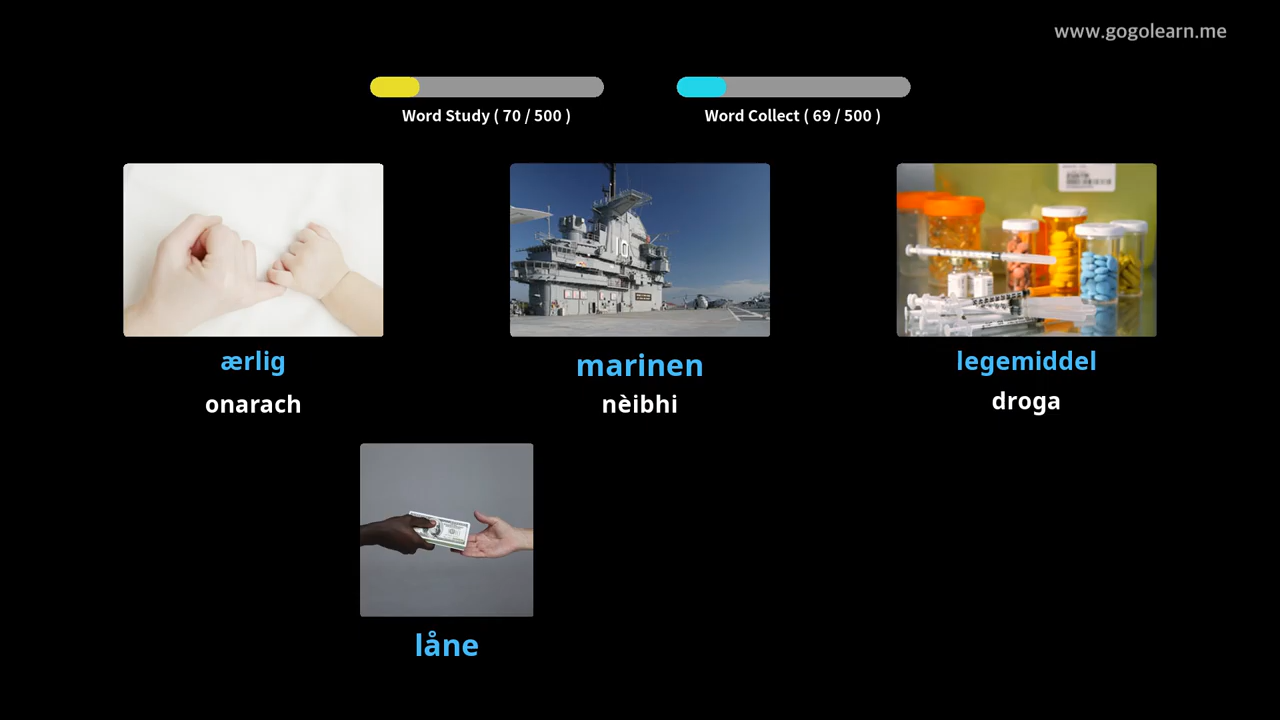 www.gogolearn.me
Word Study ( 70 / 500 )
Word Collect ( 69 / 500 )
ærlig
onarach
marinen
nèibhi
legemiddel
droga
låne